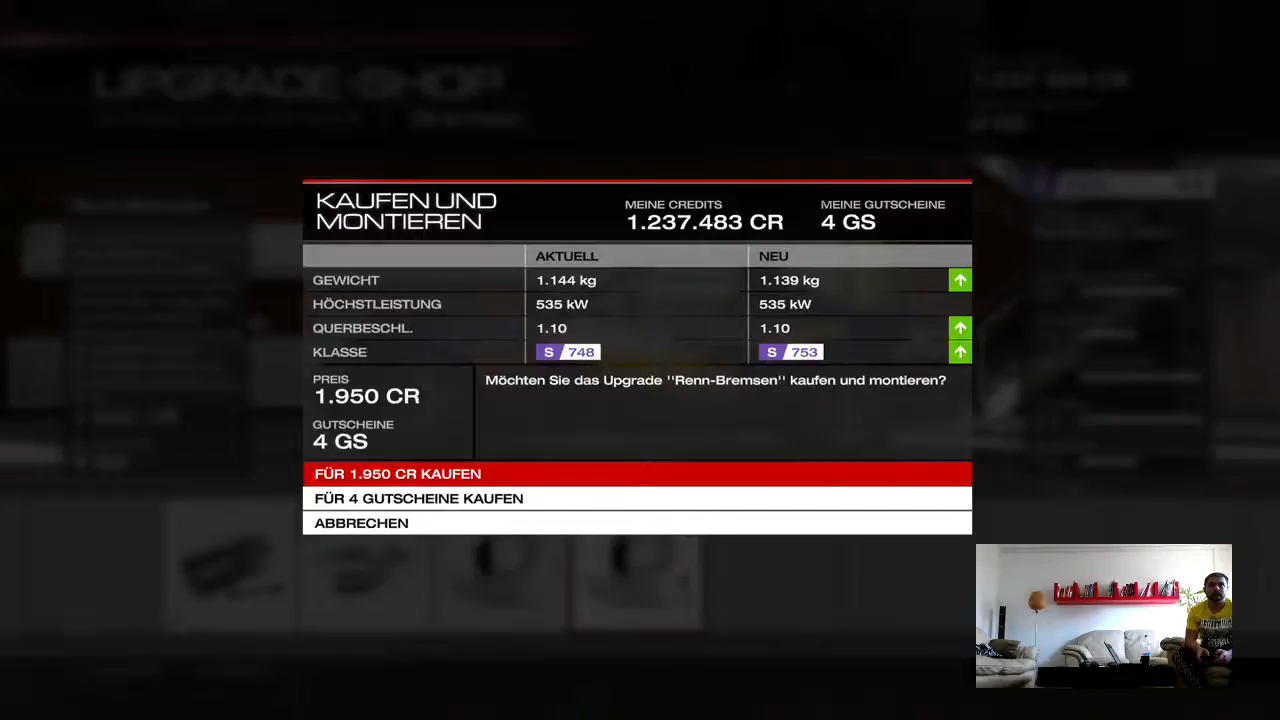 UPGRADE-SHOP
KAUFEN UND
MONTIEREN
MEINE CREDITS
1.237.483 CR
MEINE GUTSCHEINE
4 GS
AKTUELL NEU
GEWICHT 1.144 kg 1.139 kg
HÖCHSTLEISTUNG 535 kW 535 kW
QUERBESCHL. 1.10 1.10
KLASSE S 748 S 753
PREIS
1.950 CR
GUTSCHEINE
4 GS
Möchten Sie das Upgrade ''Renn-Bremsen'' kaufen und montieren?
FÜR 1.950 CR KAUFEN
FÜR 4 GUTSCHEINE KAUFEN
ABBRECHEN